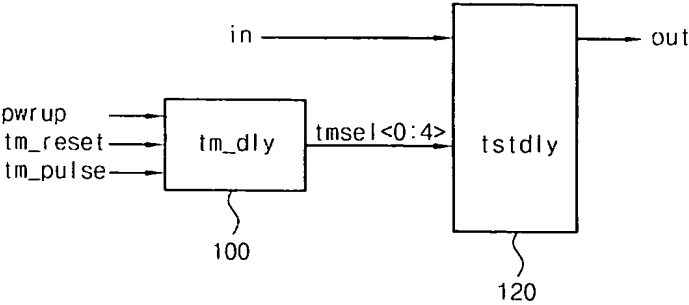 in
out
pwrup
tm_reset
tm_pulse
tm_dly
tmsel<0:4>
tstdly
100
120